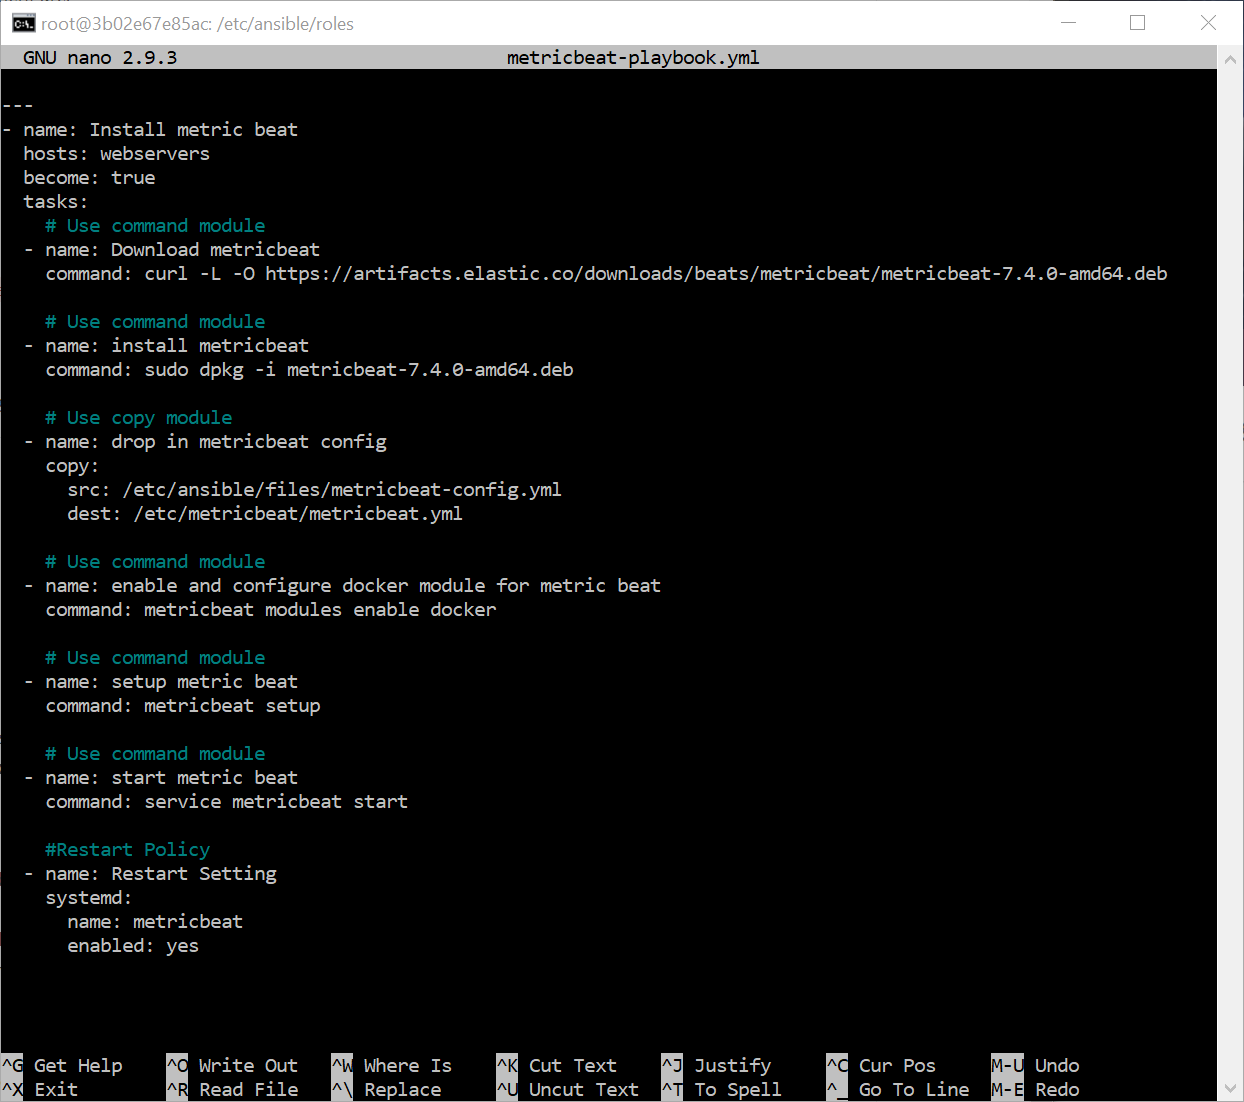 root@3b02e67e85ac: /etc/ansible/roles
GNU nano 2.9.3 metricbeat-playbook.yml
---
- name: Install metric beat
  hosts: webservers
  become: true
  tasks:
    # Use command module
  - name: Download metricbeat
    command: curl -L -O https://artifacts.elastic.co/downloads/beats/metricbeat/metricbeat-7.4.0-amd64.deb
    # Use command module
  - name: install metricbeat
    command: sudo dpkg -i metricbeat-7.4.0-amd64.deb
    # Use copy module
  - name: drop in metricbeat config
    copy:
      src: /etc/ansible/files/metricbeat-config.yml
      dest: /etc/metricbeat/metricbeat.yml
    # Use command module
  - name: enable and configure docker module for metric beat
    command: metricbeat modules enable docker
    # Use command module
  - name: setup metric beat
    command: metricbeat setup
    # Use command module
  - name: start metric beat
    command: service metricbeat start
    #Restart Policy
  - name: Restart Setting
    systemd:
      name: metricbeat
      enabled: yes
^G Get Help ^O Write Out ^W Where Is ^K Cut Text ^J Justify ^C Cur Pos M-U Undo
^X Exit ^R Read File ^\ Replace ^U Uncut Text ^T To Spell ^_ Go To Line M-E Redo